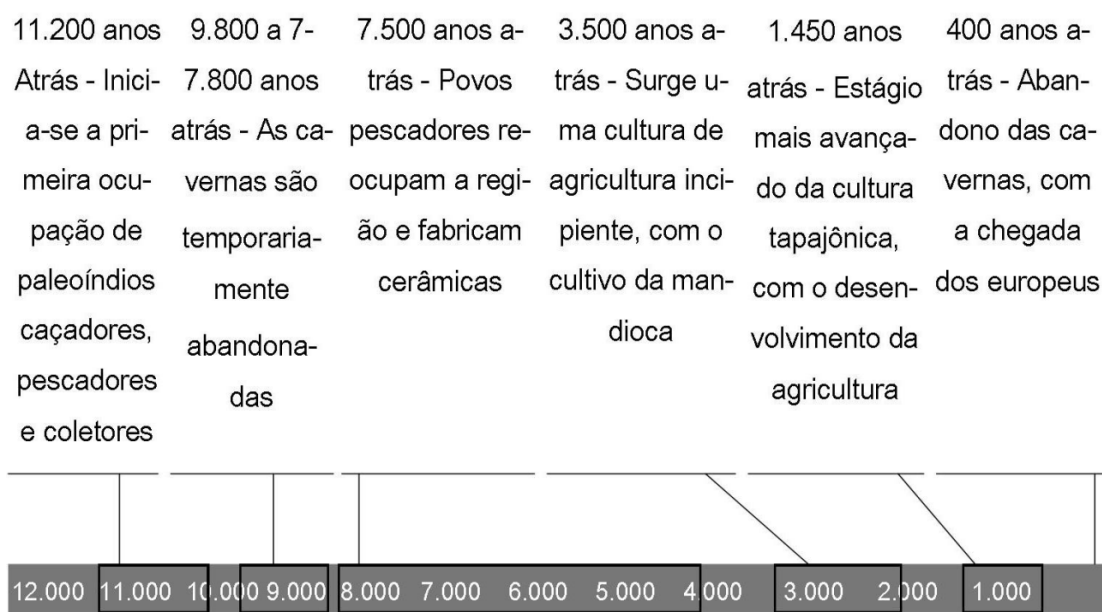 11.200 anos
Atrás - Inici-
a-se a pri-
meira ocu-
pação de
paleoíndios
caçadores,
pescadores
e coletores
9.800 a 7-
7.800 anos
atrás - As ca-
vernas são
temporaria-
mente
abandona-
das
7.500 anos a-
trás - Povos
pescadores re-
ocupam a regi-
ão e fabricam
cerâmicas
3.500 anos a-
trás - Surge u-
ma cultura de
agricultura inci-
piente, com o
cultivo da man-
dioca
1.450 anos
atrás - Estágio
mais avança-
do da cultura
tapajônica,
com o desen-
volvimento da
agricultura
400 anos a-
trás - Aban-
dono das ca-
vernas, com
a chegada
dos europeus
12.000 11.000 10.000 9.000 8.000 7.000 6.000 5.000 4.000 3.000 2.000 1.000